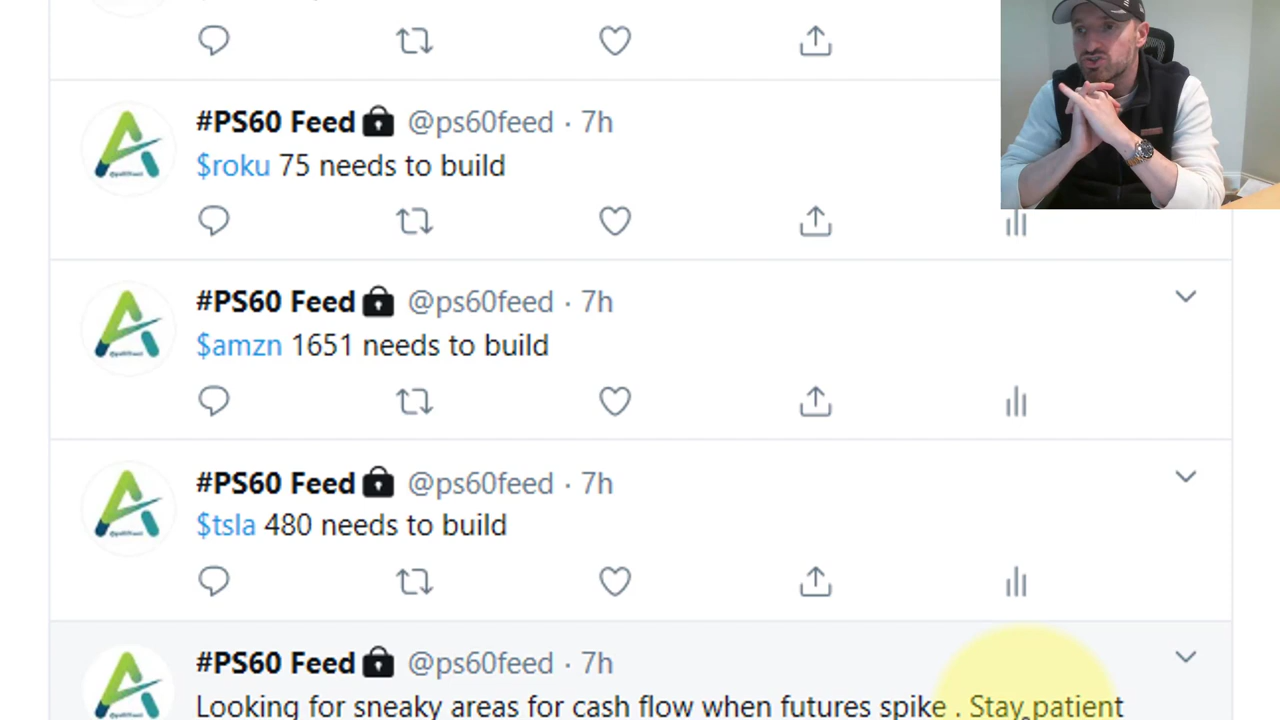 #PS60 Feed @ps60feed · 7h
$roku 75 needs to build
#PS60 Feed @ps60feed · 7h
$amzn 1651 needs to build
#PS60 Feed @ps60feed · 7h
$tsla 480 needs to build
#PS60 Feed @ps60feed · 7h
Looking for sneaky areas for cash flow when futures spike . Stay patient